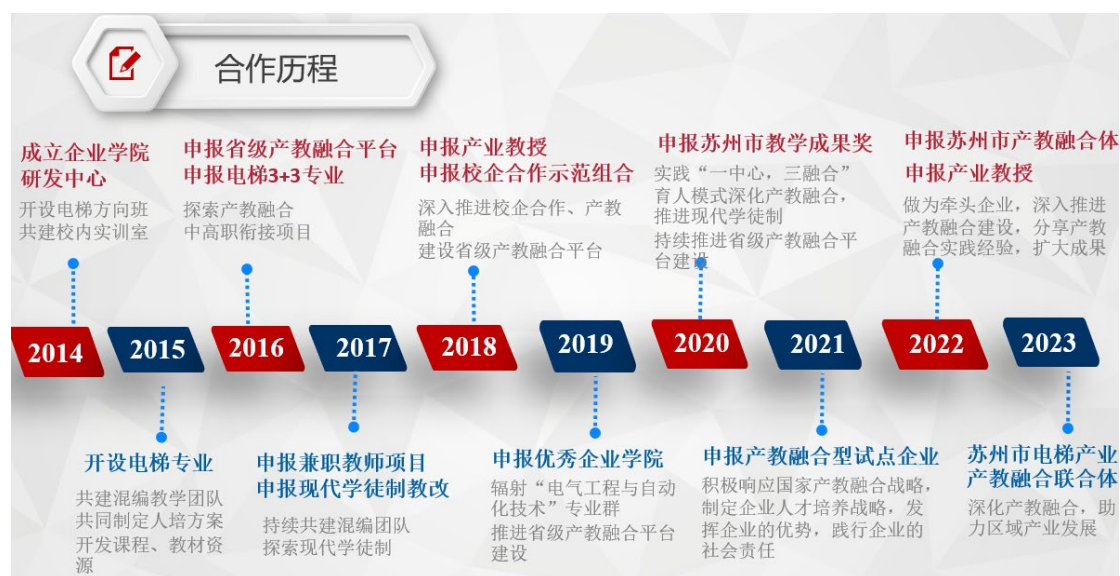 合作历程
成立企业学院
研发中心
开设电梯方向班
共建校内实训室
申报省级产教融合平台
申报电梯3+3专业
探索产教融合
中高职衔接项目
申报产业教授
申报校企合作示范组合
深入推进校企合作、产教
融合
建设省级产教融合平台
申报苏州市教学成果奖
实践“一中心，三融合”
育人模式深化产教融合，
推进现代学徒制
持续推进省级产教融合平
台建设
申报苏州市产教融合体
申报产业教授
做为牵头企业，深入推进
产教融合建设，分享产教
融合实践经验，扩大成果
2014 2015 2016 2017 2018 2019 2020 2021 2022 2023
开设电梯专业
共建混编教学团队
共同制定人培方案
开发课程、教材资
源
申报兼职教师项目
申报现代学徒制教改
持续共建混编团队
探索现代学徒制
申报优秀企业学院
辐射“电气工程与自动
化技术”专业群
推进省级产教融合平台
建设
申报产教融合型试点企业
积极响应国家产教融合战略，
制定企业人才培养战略，发
挥企业的优势，践行企业的
社会责任
苏州市电梯产业
产教融合联合体
深化产教融合，助
力区域产业发展